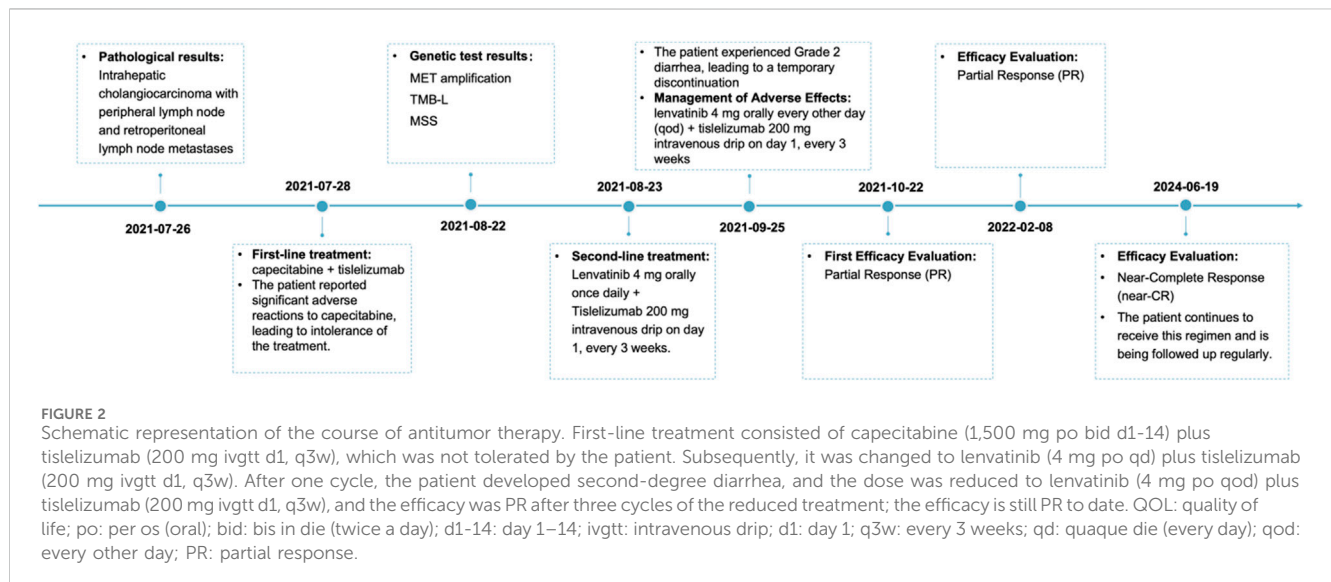 • Pathological results:
Intrahepatic
cholangiocarcinoma with
peripheral lymph node
and retroperitoneal
lymph node metastases
2021-07-26
2021-07-28
• First-line treatment:
capecitabine + tislelizumab
• The patient reported
significant adverse
reactions to capecitabine,
leading to intolerance of
the treatment.
Genetic test results:
MET amplification
TMB-L
MSS
2021-08-22
2021-08-23
• Second-line treatment:
Lenvatinib 4 mg orally
once daily +
Tislelizumab 200 mg
intravenous drip on day
1, every 3 weeks.
• The patient experienced Grade 2
diarrhea, leading to a temporary
discontinuation
• Management of Adverse Effects:
lenvatinib 4 mg orally every other day
(qod) + tislelizumab 200 mg
intravenous drip on day 1, every 3
weeks
2021-09-25
2021-10-22
• First Efficacy Evaluation:
Partial Response (PR)
• Efficacy Evaluation:
Partial Response (PR)
2022-02-08
2024-06-19
• Efficacy Evaluation:
• Near-Complete Response
(near-CR)
• The patient continues to
receive this regimen and is
being followed up regularly.
FIGURE 2
Schematic representation of the course of antitumor therapy. First-line treatment consisted of capecitabine (1,500 mg po bid d1-14) plus
tislelizumab (200 mg ivgtt d1, q3w), which was not tolerated by the patient. Subsequently, it was changed to lenvatinib (4 mg po qd) plus tislelizumab
(200 mg ivgtt d1, q3w). After one cycle, the patient developed second-degree diarrhea, and the dose was reduced to lenvatinib (4 mg po qod) plus
tislelizumab (200 mg ivgtt d1, q3w), and the efficacy was PR after three cycles of the reduced treatment; the efficacy is still PR to date. QOL: quality of
life; po: per os (oral); bid: bis in die (twice a day); d1-14: day 1–14; ivgtt: intravenous drip; d1: day 1; q3w: every 3 weeks; qd: quaque die (every day); qod:
every other day; PR: partial response.